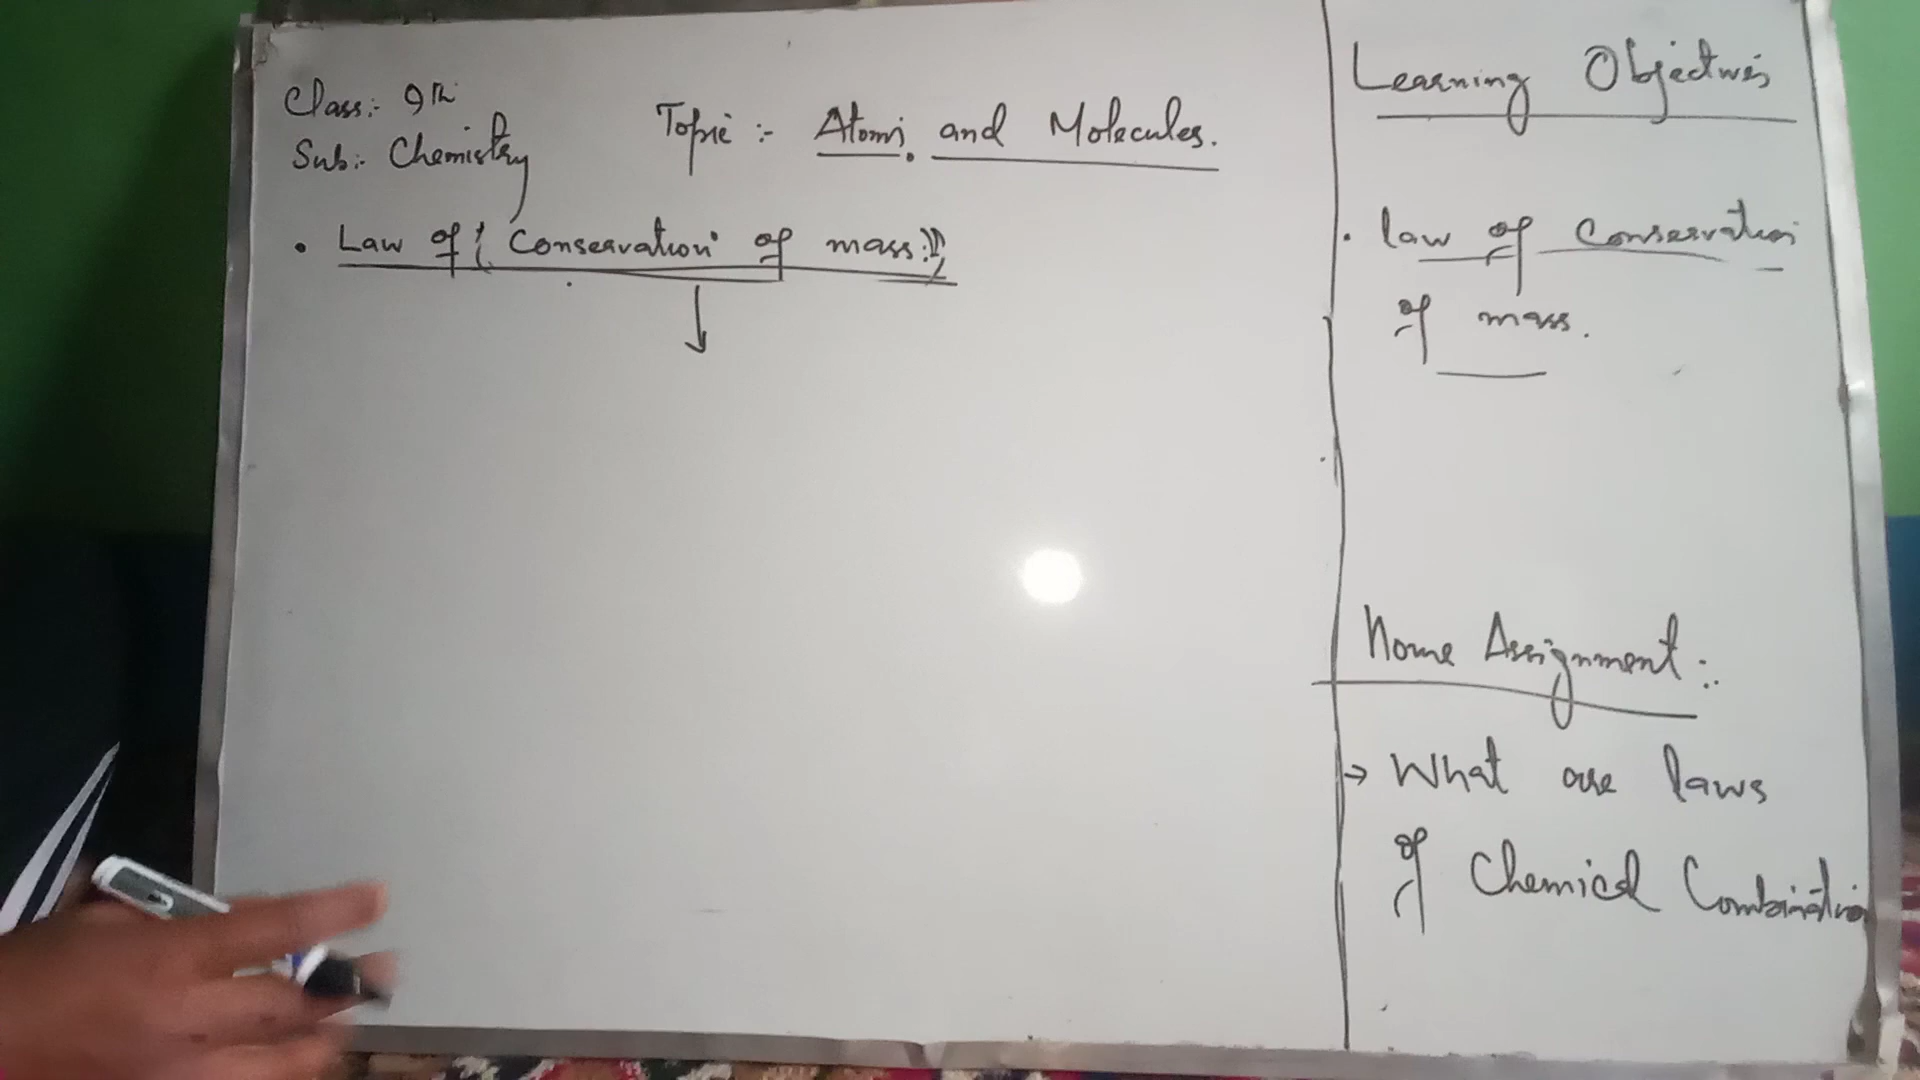 Class:- 9th
Sub:- Chemistry
Topic :- Atoms and Molecules.
• Law of (Conservation of mass:))
Learning Objectives
• law of Conservation
of mass.
Home Assignment :-
→ What are laws
of Chemical Combination